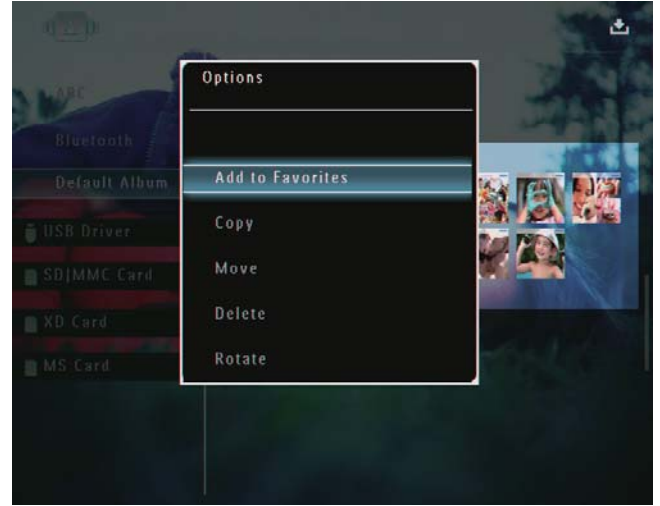 Options
Add to Favorites
Copy
Move
Delete
Rotate
ABC
Bluetooth
Default Album
USB Driver
SD|MMC Card
XD Card
MS Card